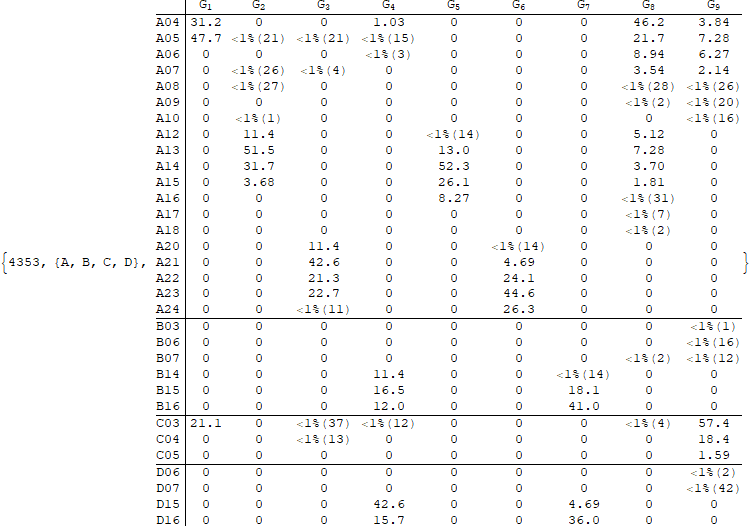 G1 G2 G3 G4 G5 G6 G7 G8 G9
A04 31.2 0 0 1.03 0 0 0 46.2 3.84
A05 47.7 <1%(21) <1%(21) <1%(15) 0 0 0 21.7 7.28
A06 0 0 0 <1%(3) 0 0 0 8.94 6.27
A07 0 <1%(26) <1%(4) 0 0 0 0 3.54 2.14
A08 0 <1%(27) 0 0 0 0 0 <1%(28) <1%(26)
A09 0 0 0 0 0 0 0 <1%(2) <1%(20)
A10 0 <1%(1) 0 0 0 0 0 0 <1%(16)
A12 0 11.4 0 0 <1%(14) 0 0 5.12 0
A13 0 51.5 0 0 13.0 0 0 7.28 0
A14 0 31.7 0 0 52.3 0 0 3.70 0
A15 0 3.68 0 0 26.1 0 0 1.81 0
A16 0 0 0 0 8.27 0 0 <1%(31) 0
A17 0 0 0 0 0 0 0 <1%(7) 0
A18 0 0 0 0 0 0 0 <1%(2) 0
A20 0 0 11.4 0 0 <1%(14) 0 0 0
{4353, {A, B, C, D}, A21 0 0 42.6 0 0 4.69 0 0 0 }
A22 0 0 21.3 0 0 24.1 0 0 0
A23 0 0 22.7 0 0 44.6 0 0 0
A24 0 0 <1%(11) 0 0 26.3 0 0 0
B03 0 0 0 0 0 0 0 0 <1%(1)
B06 0 0 0 0 0 0 0 0 <1%(16)
B07 0 0 0 0 0 0 0 <1%(2) <1%(12)
B14 0 0 0 11.4 0 0 <1%(14) 0 0
B15 0 0 0 16.5 0 0 18.1 0 0
B16 0 0 0 12.0 0 0 41.0 0 0
C03 21.1 0 <1%(37) <1%(12) 0 0 0 <1%(4) 57.4
C04 0 0 <1%(13) 0 0 0 0 0 18.4
C05 0 0 0 0 0 0 0 0 1.59
D06 0 0 0 0 0 0 0 0 <1%(2)
D07 0 0 0 0 0 0 0 0 <1%(42)
D15 0 0 0 42.6 0 0 4.69 0 0
D16 0 0 0 15.7 0 0 36.0 0 0